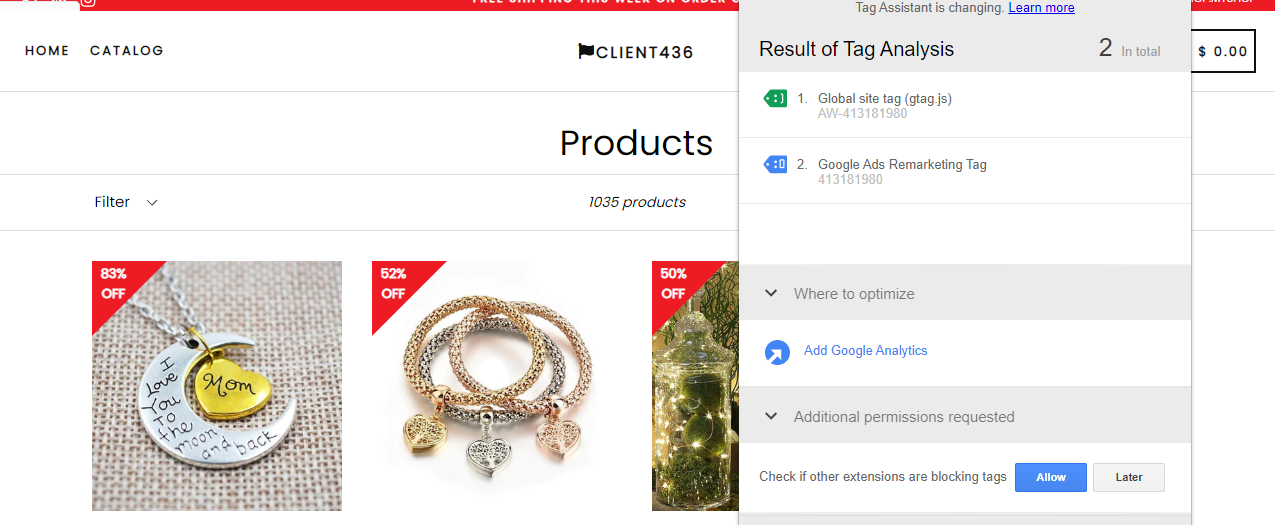 FREE SHIPPING THIS WEEK ON ORDER
Tag Assistant is changing. Learn more
HOME CATALOG
CLIENT436
Result of Tag Analysis
2 In total
$ 0.00
1. Global site tag (gtag.js)
AW-413181980
Products
2. Google Ads Remarketing Tag
413181980
Filter
1035 products
83%
OFF
52%
OFF
50%
OFF
I
Love
You
To
the
moon
and
back
Mom
Where to optimize
Add Google Analytics
Additional permissions requested
Check if other extensions are blocking tags
Allow
Later